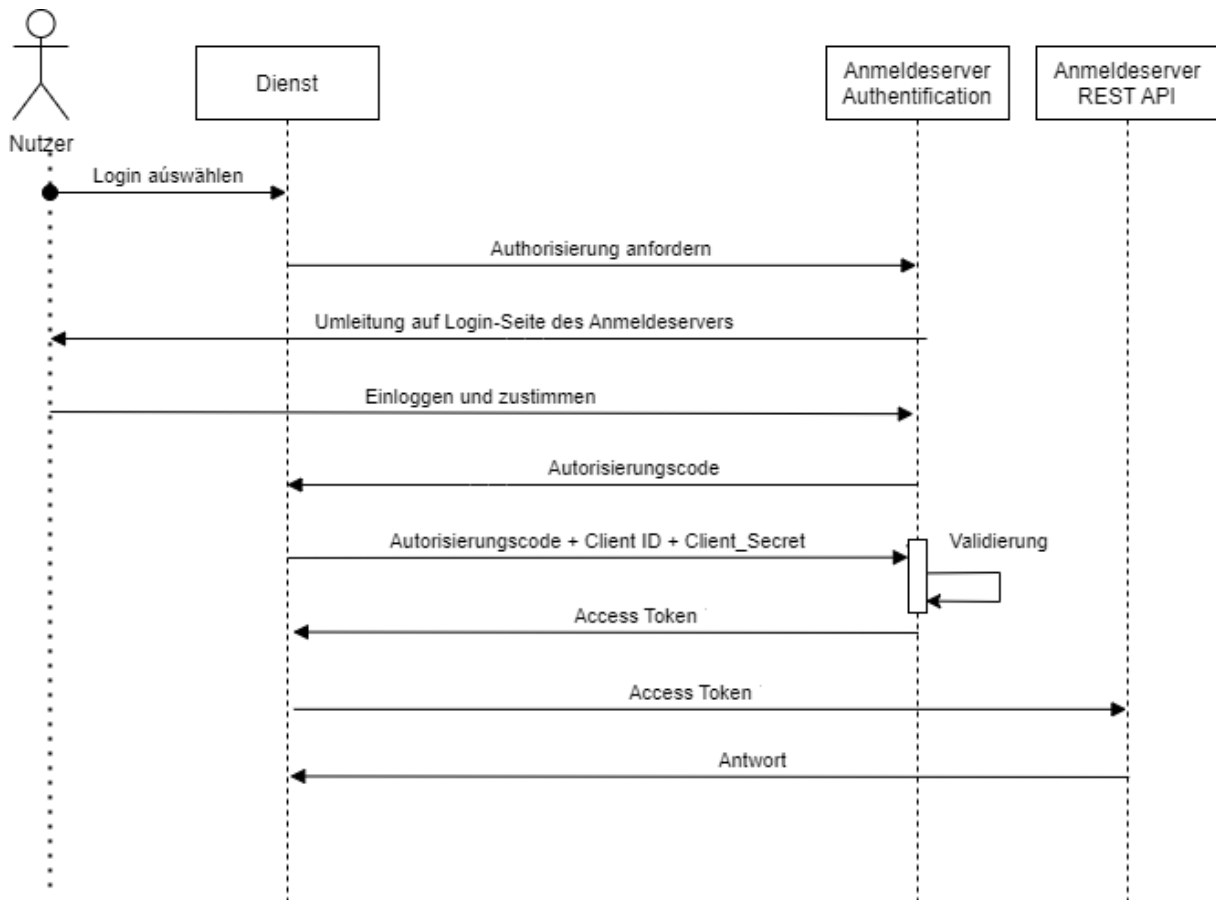 Dienst
Anmeldeserver
Authentification
Anmeldeserver
REST API
Nutzer
Login aúswählen
Authorisierung anfordern
Umleitung auf Login-Seite des Anmeldeservers
Einloggen und zustimmen
Autorisierungscode
Autorisierungscode + Client ID + Client_Secret
Validierung
Access Token
Access Token
Antwort